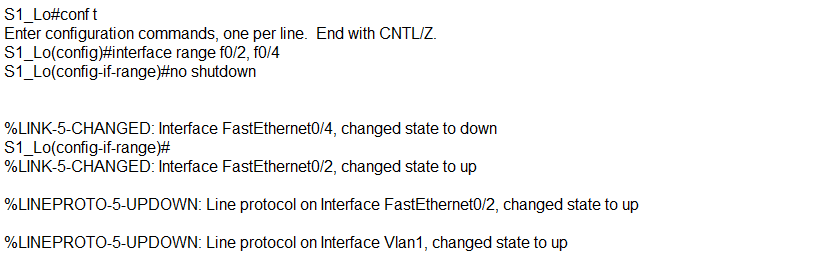 S1_Lo#conf t
Enter configuration commands, one per line.  End with CNTL/Z.
S1_Lo(config)#interface range f0/2, f0/4
S1_Lo(config-if-range)#no shutdown
%LINK-5-CHANGED: Interface FastEthernet0/4, changed state to down
S1_Lo(config-if-range)#
%LINK-5-CHANGED: Interface FastEthernet0/2, changed state to up
%LINEPROTO-5-UPDOWN: Line protocol on Interface FastEthernet0/2, changed state to up
%LINEPROTO-5-UPDOWN: Line protocol on Interface Vlan1, changed state to up